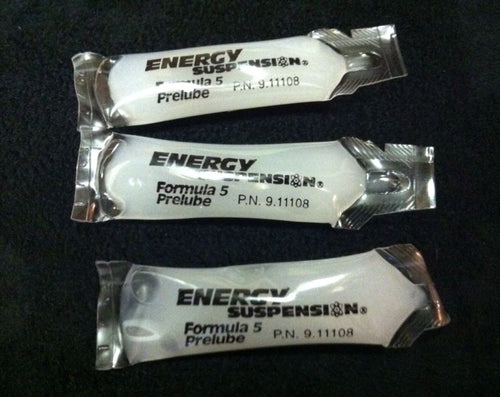 ENERGY
SUSPENSION®
Formula 5
Prelube P.N. 9.11108
ENERGY
SUSPENSION®
Formula 5
Prelube P.N. 9.11108
ENERGY
SUSPENSION®
Formula 5
Prelube P.N. 9.11108